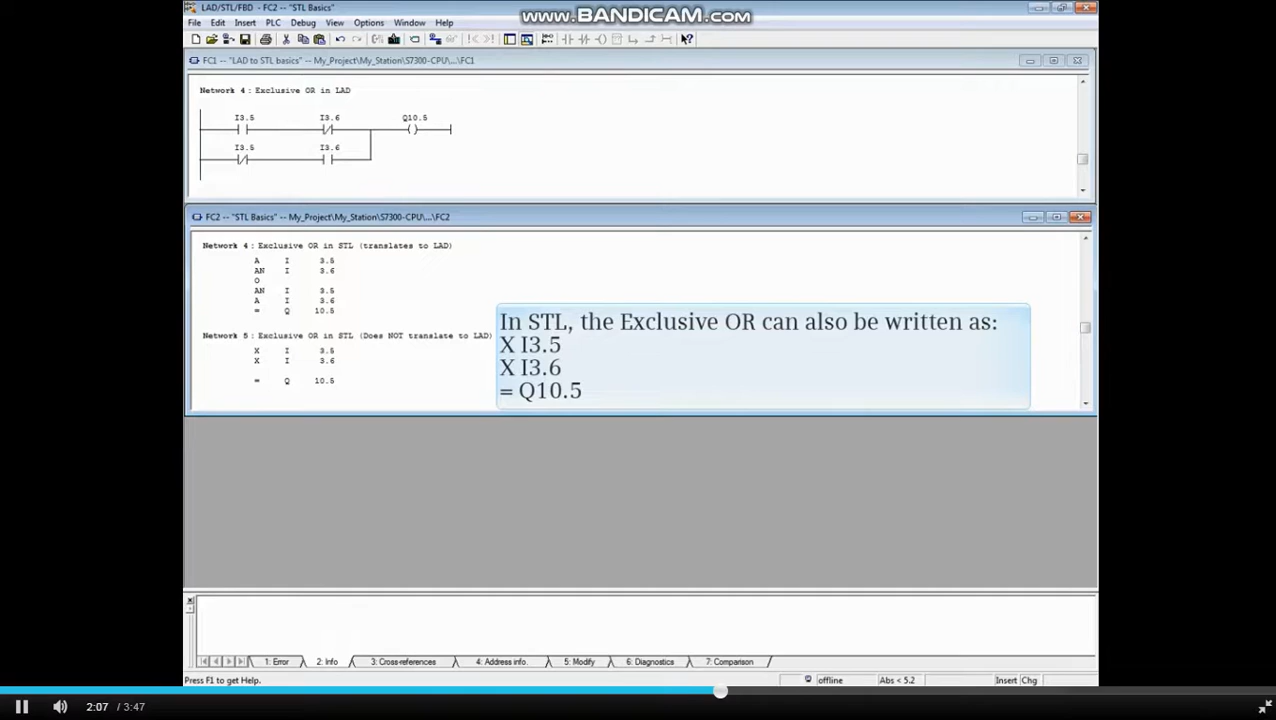 LAD/STL/FBD - FC2 -- "STL Basics"
www.BANDICAM.com
File Edit Insert PLC Debug View Options Window Help
FC1 -- "LAD to STL basics" -- My_Project\My_Station\S7300-CPU\...\FC1
Network 4 : Exclusive OR in LAD
I3.5 I3.6 Q10.5
I3.5 I3.6
FC2 -- "STL Basics" -- My_Project\My_Station\S7300-CPU\...\FC2
Network 4 : Exclusive OR in STL (translates to LAD)
A I 3.5
AN I 3.6
O
AN I 3.5
A I 3.6
= Q 10.5
Network 5 : Exclusive OR in STL (Does NOT translate to LAD)
X I 3.5
X I 3.6
= Q 10.5
In STL, the Exclusive OR can also be written as:
X I3.5
X I3.6
= Q10.5
1: Error 2: Info 3: Cross-references 4: Address info. 5: Modify 6: Diagnostics 7: Comparison
Press F1 to get Help.
offline Abs < 5.2 Insert Chg
2:07 / 3:47